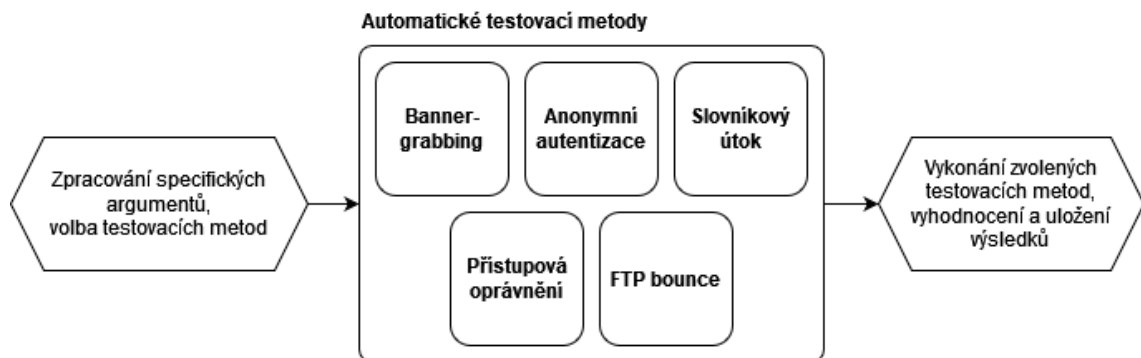 Automatické testovací metody
Banner-
grabbing
Anonymní
autentizace
Slovníkový
útok
Zpracování specifických
argumentů,
volba testovacích metod
Vykonání zvolených
testovacích metod,
vyhodnocení a uložení
výsledků
Přístupová
oprávnění
FTP bounce